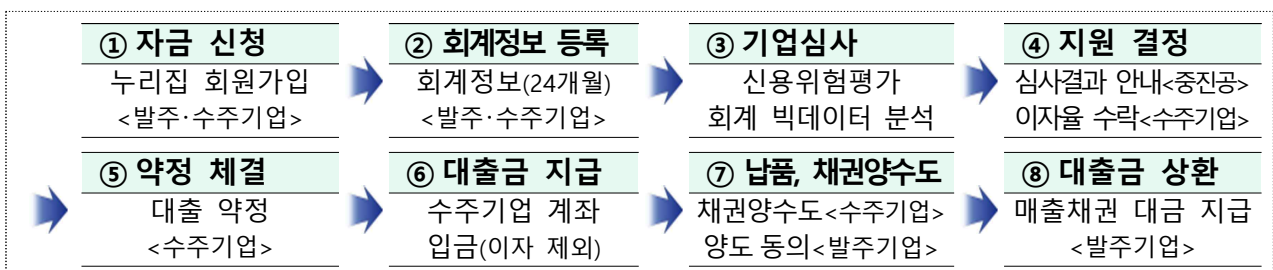 ① 자금 신청
누리집 회원가입
<발주·수주기업>
② 회계정보 등록
회계정보(24개월)
<발주·수주기업>
③ 기업심사
신용위험평가
회계 빅데이터 분석
④ 지원 결정
심사결과 안내<중진공>
이자율 수락<수주기업>
⑤ 약정 체결
대출 약정
<수주기업>
⑥ 대출금 지급
수주기업 계좌
입금(이자 제외)
⑦ 납품, 채권양수도
채권양수도<수주기업>
양도 동의<발주기업>
⑧ 대출금 상환
매출채권 대금 지급
<발주기업>